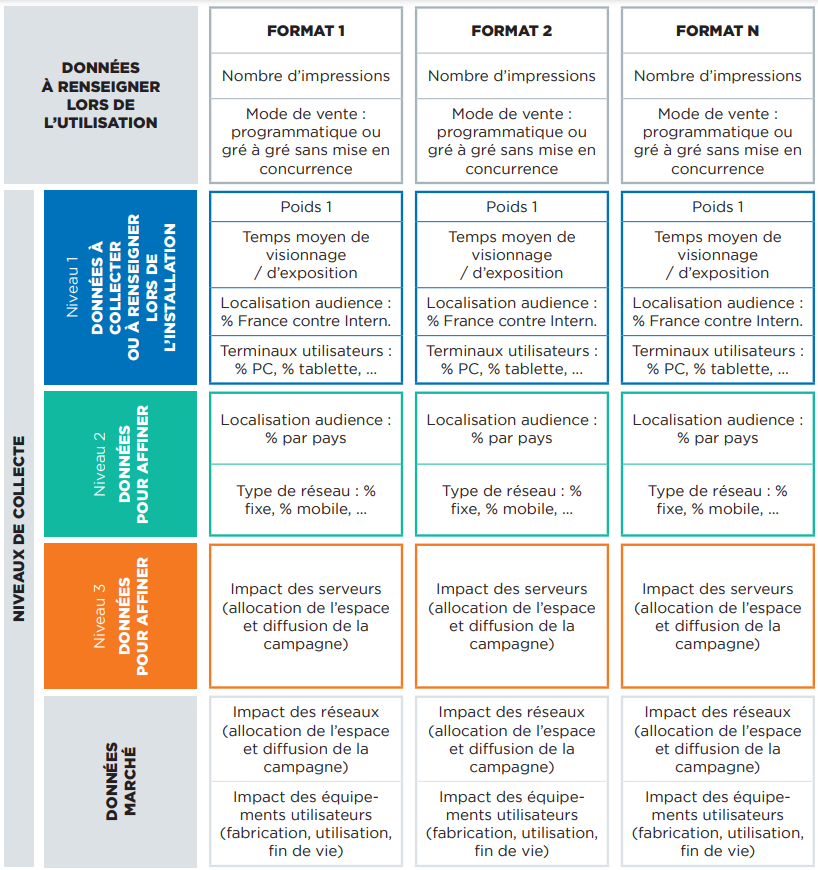 DONNÉES
À RENSEIGNER
LORS DE
L’UTILISATION
FORMAT 1
Nombre d’impressions
Mode de vente :
programmatique ou
gré à gré sans mise en
concurrence
FORMAT 2
Nombre d’impressions
Mode de vente :
programmatique ou
gré à gré sans mise en
concurrence
FORMAT N
Nombre d’impressions
Mode de vente :
programmatique ou
gré à gré sans mise en
concurrence
NIVEAUX DE COLLECTE
Niveau 1
DONNÉES À
COLLECTER
OU À RENSEIGNER
LORS DE
L’INSTALLATION
Poids 1
Temps moyen de
visionnage
/ d’exposition
Localisation audience :
% France contre Intern.
Terminaux utilisateurs :
% PC, % tablette, ...
Poids 1
Temps moyen de
visionnage
/ d’exposition
Localisation audience :
% France contre Intern.
Terminaux utilisateurs :
% PC, % tablette, ...
Poids 1
Temps moyen de
visionnage
/ d’exposition
Localisation audience :
% France contre Intern.
Terminaux utilisateurs :
% PC, % tablette, ...
Niveau 2
DONNÉES
POUR AFFINER
Localisation audience :
% par pays
Type de réseau : %
fixe, % mobile, ...
Localisation audience :
% par pays
Type de réseau : %
fixe, % mobile, ...
Localisation audience :
% par pays
Type de réseau : %
fixe, % mobile, ...
Niveau 3
DONNÉES
POUR AFFINER
Impact des serveurs
(allocation de l’espace
et diffusion de la
campagne)
Impact des serveurs
(allocation de l’espace
et diffusion de la
campagne)
Impact des serveurs
(allocation de l’espace
et diffusion de la
campagne)
DONNÉES
MARCHÉ
Impact des réseaux
(allocation de l’espace
et diffusion de la
campagne)
Impact des équipe-
ments utilisateurs
(fabrication, utilisation,
fin de vie)
Impact des réseaux
(allocation de l’espace
et diffusion de la
campagne)
Impact des équipe-
ments utilisateurs
(fabrication, utilisation,
fin de vie)
Impact des réseaux
(allocation de l’espace
et diffusion de la
campagne)
Impact des équipe-
ments utilisateurs
(fabrication, utilisation,
fin de vie)